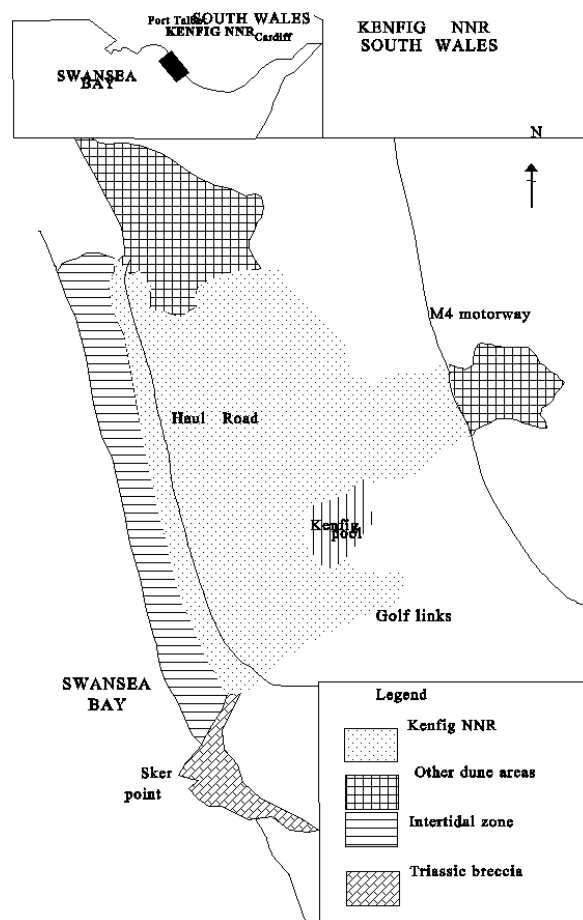 SOUTH WALES
Port Talbot
KENFIG NNR
Cardiff
SWANSEA
BAY
KENFIG NNR
SOUTH WALES
N
M4 motorway
Haul Road
Kenfig
pool
Golf links
SWANSEA
BAY
Sker
point
Legend
Kenfig NNR
Other dune areas
Intertidal zone
Triassic breccia